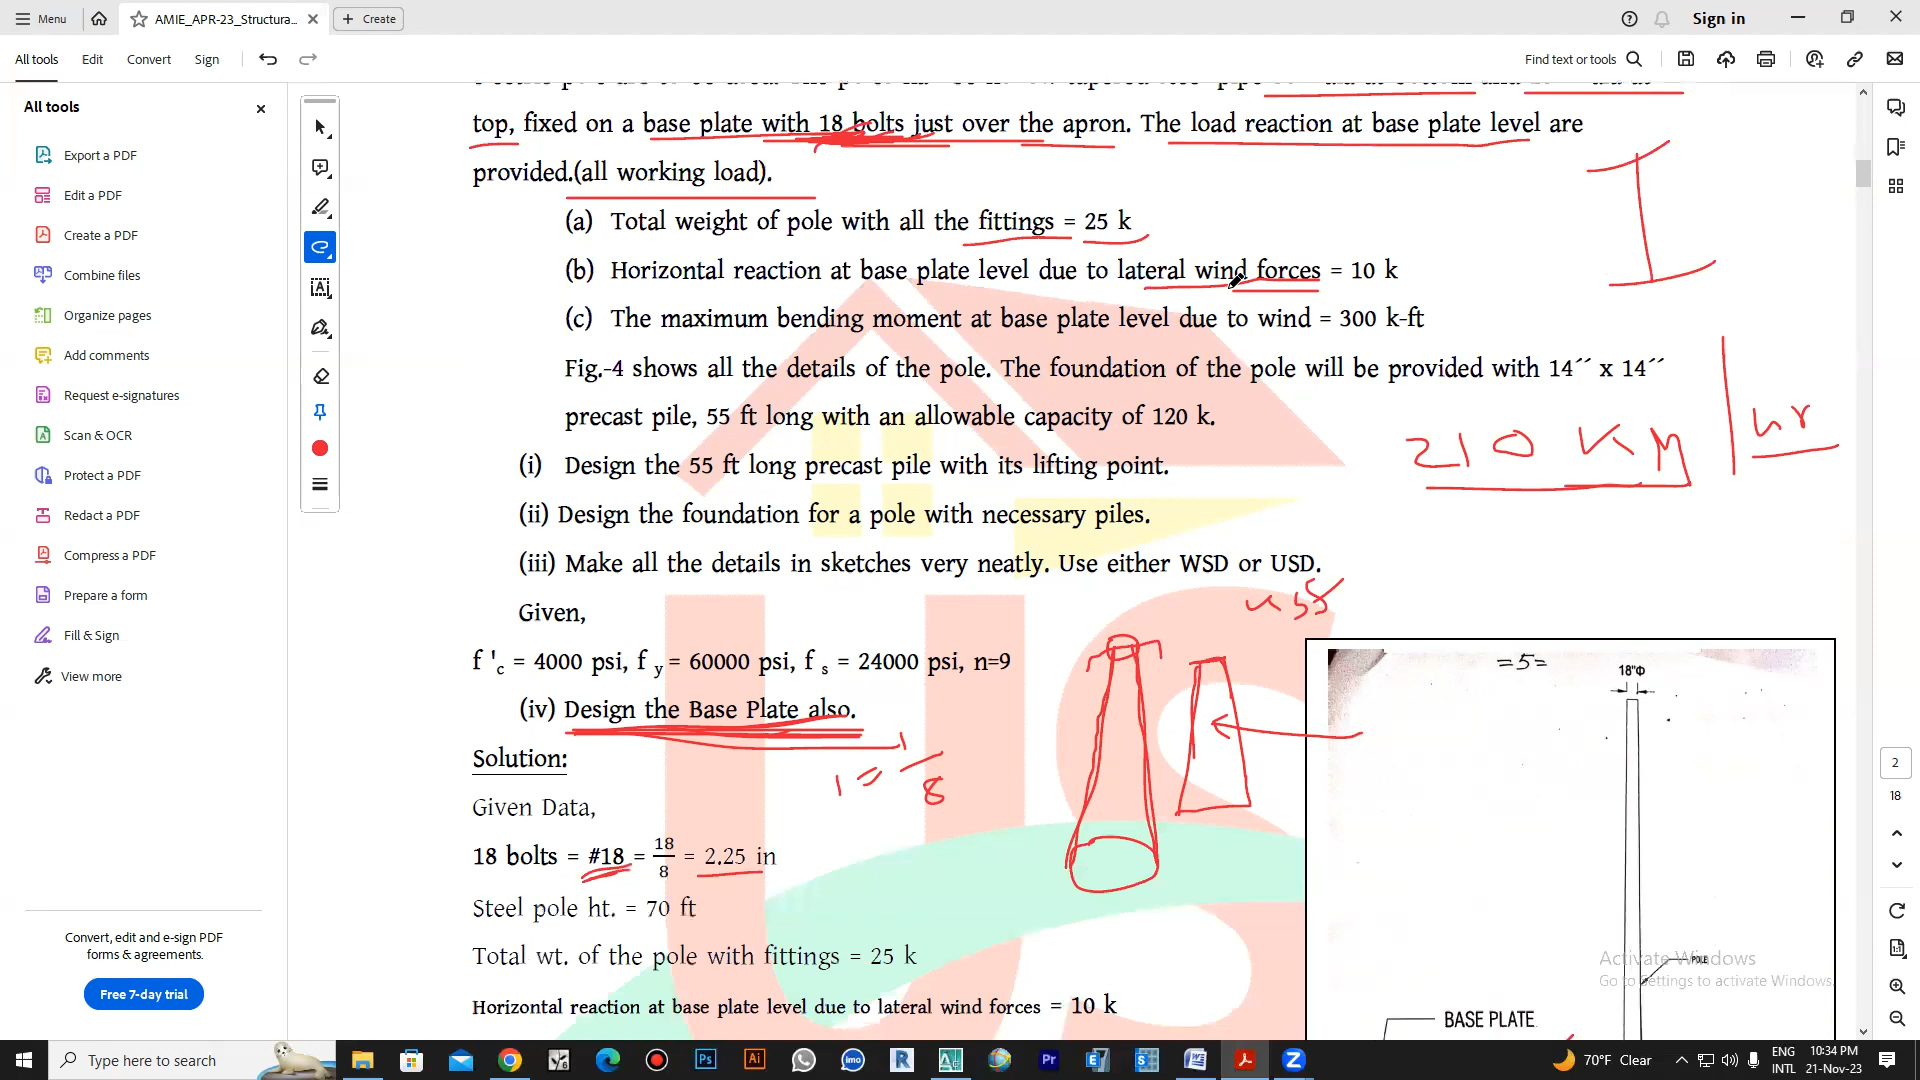 Menu
AMIE_APR-23_Structura...
Create
Sign in
All tools Edit Convert Sign
Find text or tools
All tools
Export a PDF
Edit a PDF
Create a PDF
Combine files
Organize pages
Add comments
Request e-signatures
Scan & OCR
Protect a PDF
Redact a PDF
Compress a PDF
Prepare a form
Fill & Sign
View more
Convert, edit and e-sign PDF
forms & agreements.
Free 7-day trial
top, fixed on a base plate with 18 bolts just over the apron. The load reaction at base plate level are
provided.(all working load).
(a) Total weight of pole with all the fittings = 25 k
(b) Horizontal reaction at base plate level due to lateral wind forces = 10 k
(c) The maximum bending moment at base plate level due to wind = 300 k-ft
Fig.-4 shows all the details of the pole. The foundation of the pole will be provided with 14´´ x 14´´
precast pile, 55 ft long with an allowable capacity of 120 k.
210 KM/hr
(i) Design the 55 ft long precast pile with its lifting point.
(ii) Design the foundation for a pole with necessary piles.
(iii) Make all the details in sketches very neatly. Use either WSD or USD.
Given,
f 'c = 4000 psi, f y = 60000 psi, f s = 24000 psi, n=9
(iv) Design the Base Plate also.
Solution:
1 = 1/8
Given Data,
18 bolts = #18 = 18/8 = 2.25 in
Steel pole ht. = 70 ft
Total wt. of the pole with fittings = 25 k
Horizontal reaction at base plate level due to lateral wind forces = 10 k
=5=
18"Φ
POLE
BASE PLATE
Activate Windows
Go to Settings to activate Windows.
2
18
Type here to search
70°F Clear
ENG
INTL
10:34 PM
21-Nov-23